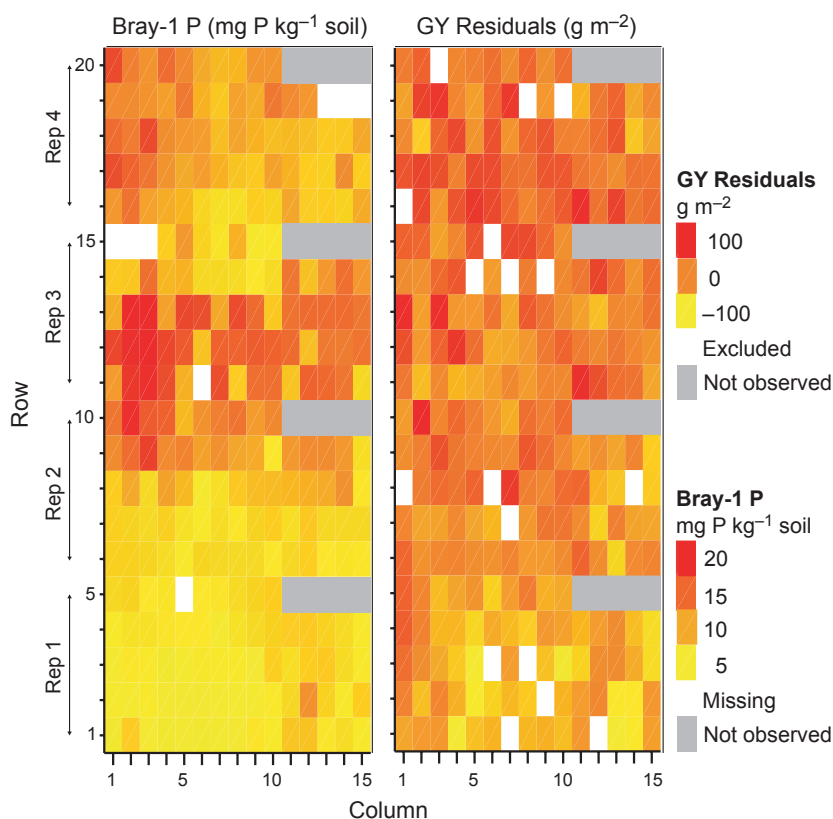 Bray-1 P (mg P kg⁻¹ soil)
GY Residuals (g m⁻²)
20
15
10
5
1
Rep 4
Rep 3
Rep 2
Rep 1
Row
1
5
10
15
1
5
10
15
Column
GY Residuals
g m⁻²
100
0
–100
Excluded
Not observed
Bray-1 P
mg P kg⁻¹ soil
20
15
10
5
Missing
Not observed